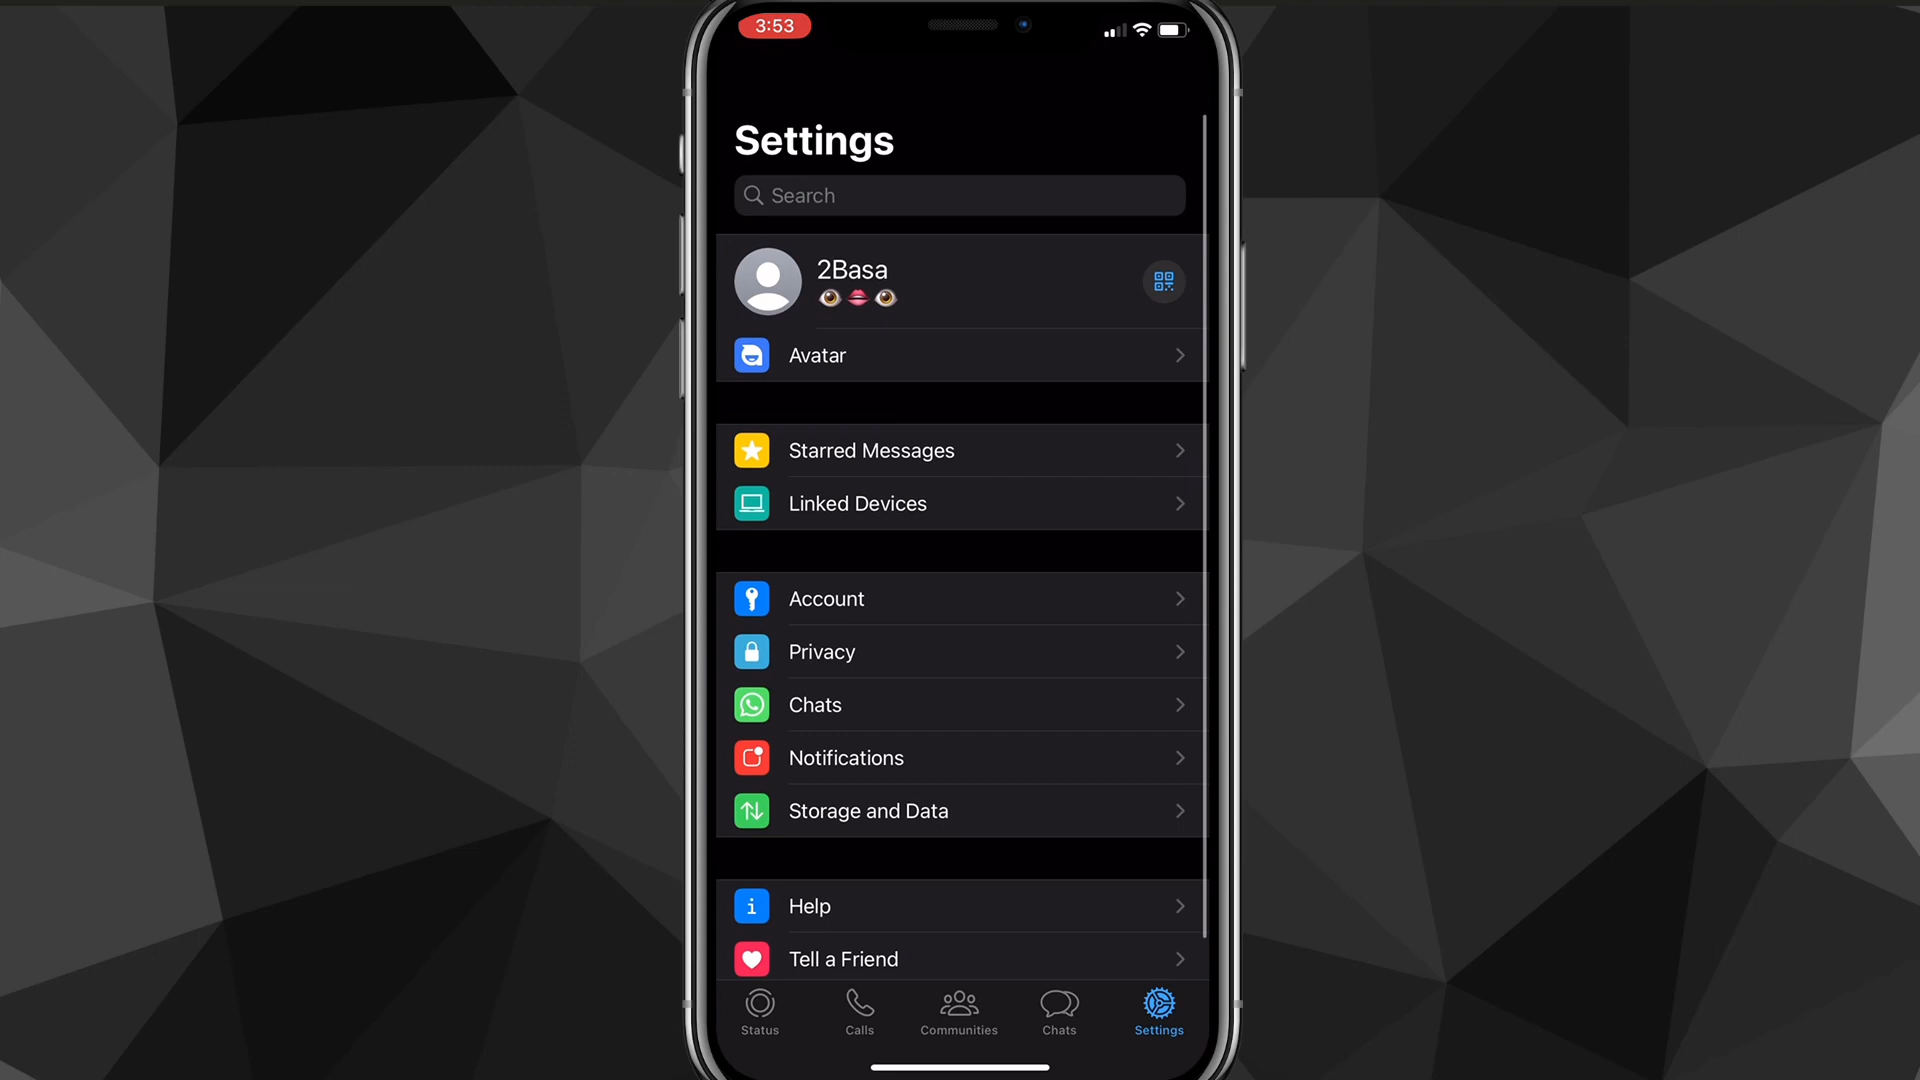 3:53
Settings
Search
2Basa
👁️👄👁️
Avatar
Starred Messages
Linked Devices
Account
Privacy
Chats
Notifications
Storage and Data
Help
Tell a Friend
Status
Calls
Communities
Chats
Settings